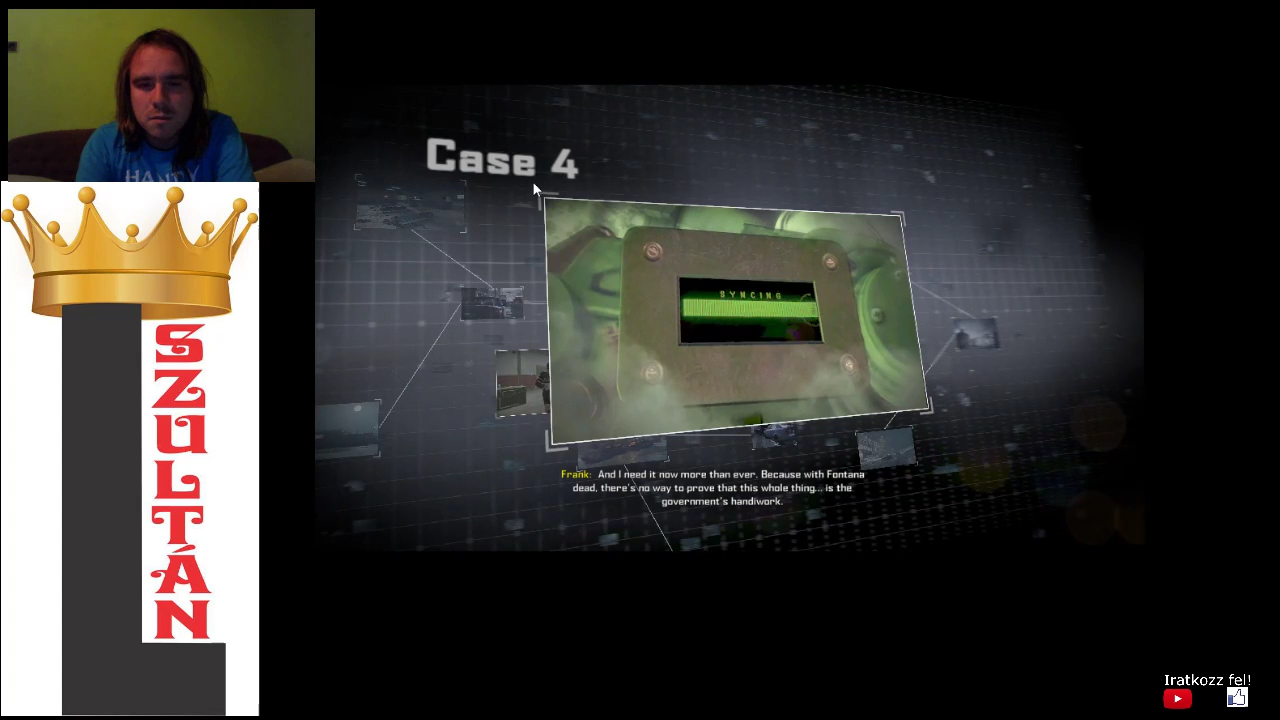 HANTV
SZULTÁN
Case 4
SYNCING
Frank: And I need it now more than ever. Because with Fontana
dead, there's no way to prove that this whole thing... is the
government's handiwork.
Iratkozz fel!